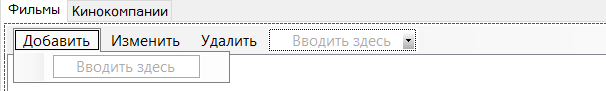 Фильмы Кинокомпании
Добавить Изменить Удалить Вводить здесь
Вводить здесь